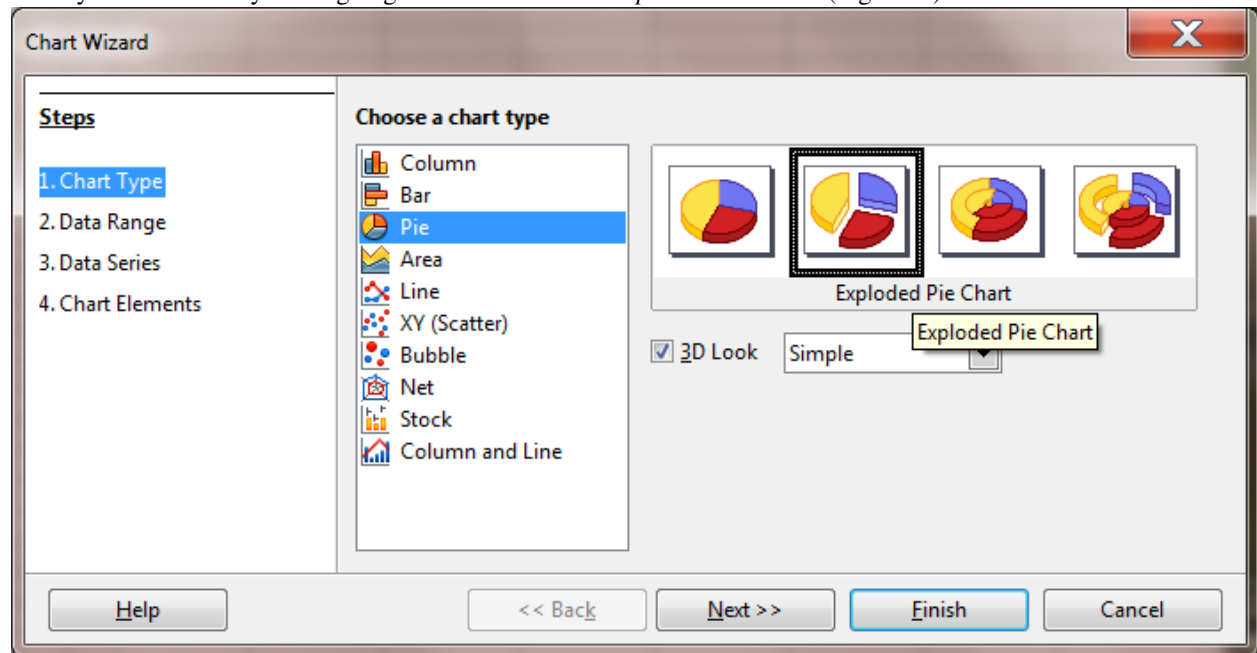 Chart Wizard
Steps
1. Chart Type
2. Data Range
3. Data Series
4. Chart Elements
Choose a chart type
Column
Bar
Pie
Area
Line
XY (Scatter)
Bubble
Net
Stock
Column and Line
Exploded Pie Chart
Exploded Pie Chart
3D Look
Simple
Help
<< Back
Next >>
Finish
Cancel